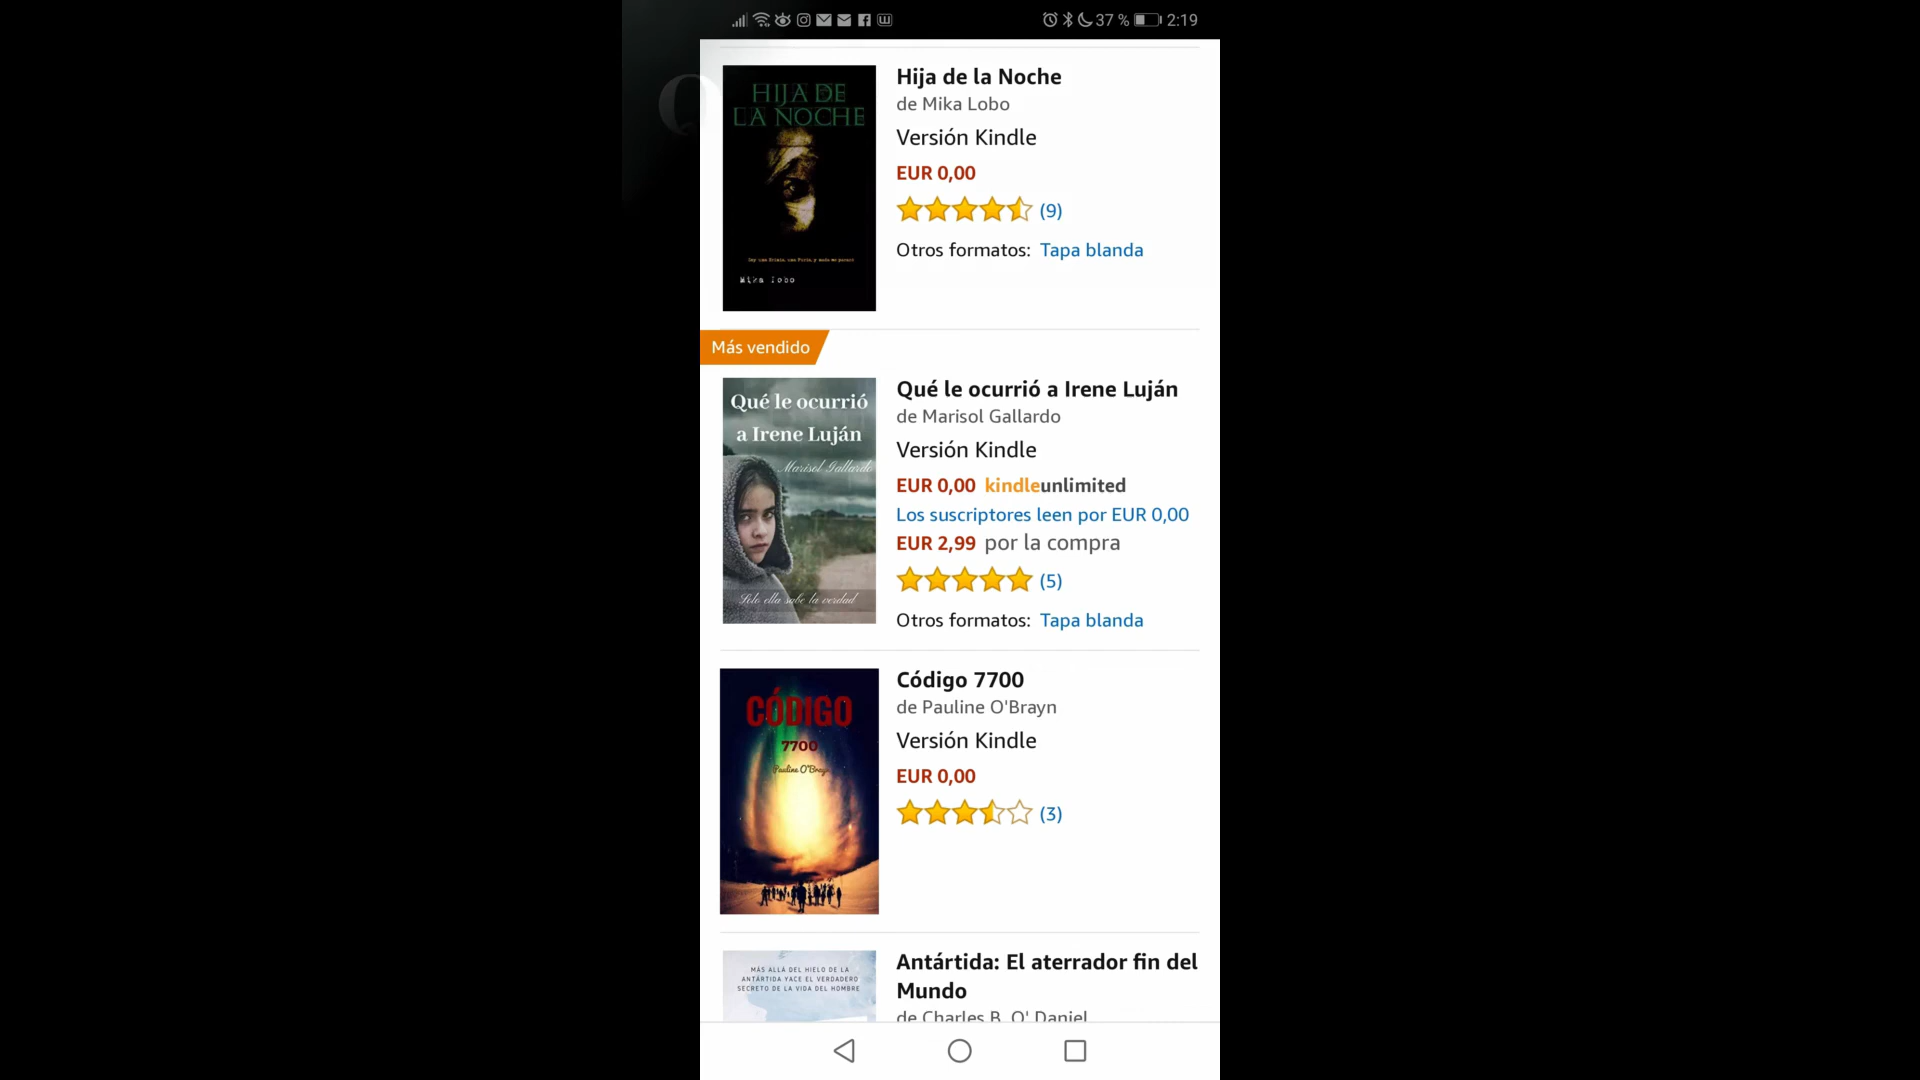 37 % 2:19
HIJA DE
LA NOCHE
Mika Lobo
Hija de la Noche
de Mika Lobo
Versión Kindle
EUR 0,00
(9)
Otros formatos: Tapa blanda
Más vendido
Qué le ocurrió
a Irene Luján
Marisol Gallardo
Sólo ella sabe la verdad
Qué le ocurrió a Irene Luján
de Marisol Gallardo
Versión Kindle
EUR 0,00 kindleunlimited
Los suscriptores leen por EUR 0,00
EUR 2,99 por la compra
(5)
Otros formatos: Tapa blanda
CÓDIGO
7700
Pauline O'Brayn
Código 7700
de Pauline O'Brayn
Versión Kindle
EUR 0,00
(3)
MÁS ALLÁ DEL HIELO DE LA
ANTÁRTIDA YACE EL VERDADERO
SECRETO DE LA VIDA DEL HOMBRE
Antártida: El aterrador fin del
Mundo
de Charles B. O' Daniel